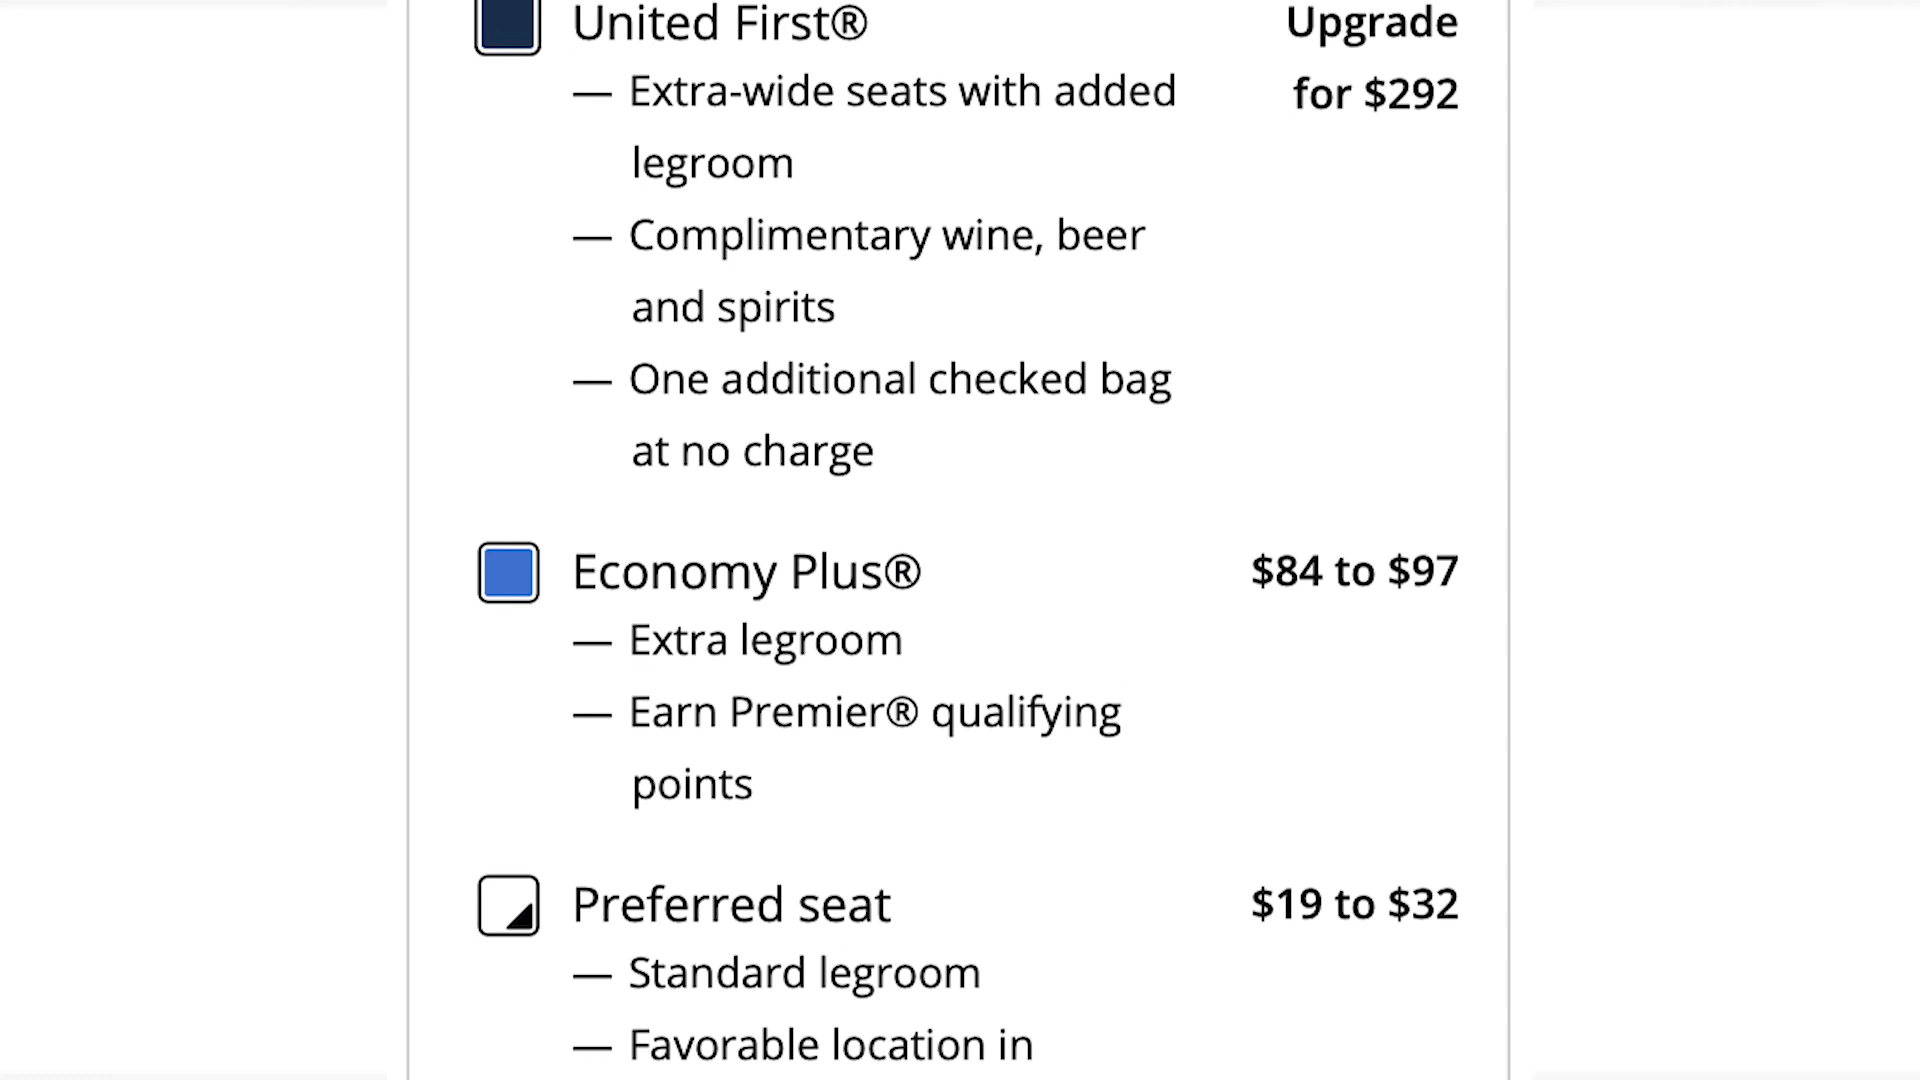 United First®
Upgrade
for $292
— Extra-wide seats with added
legroom
— Complimentary wine, beer
and spirits
— One additional checked bag
at no charge
Economy Plus®
$84 to $97
— Extra legroom
— Earn Premier® qualifying
points
Preferred seat
$19 to $32
— Standard legroom
— Favorable location in